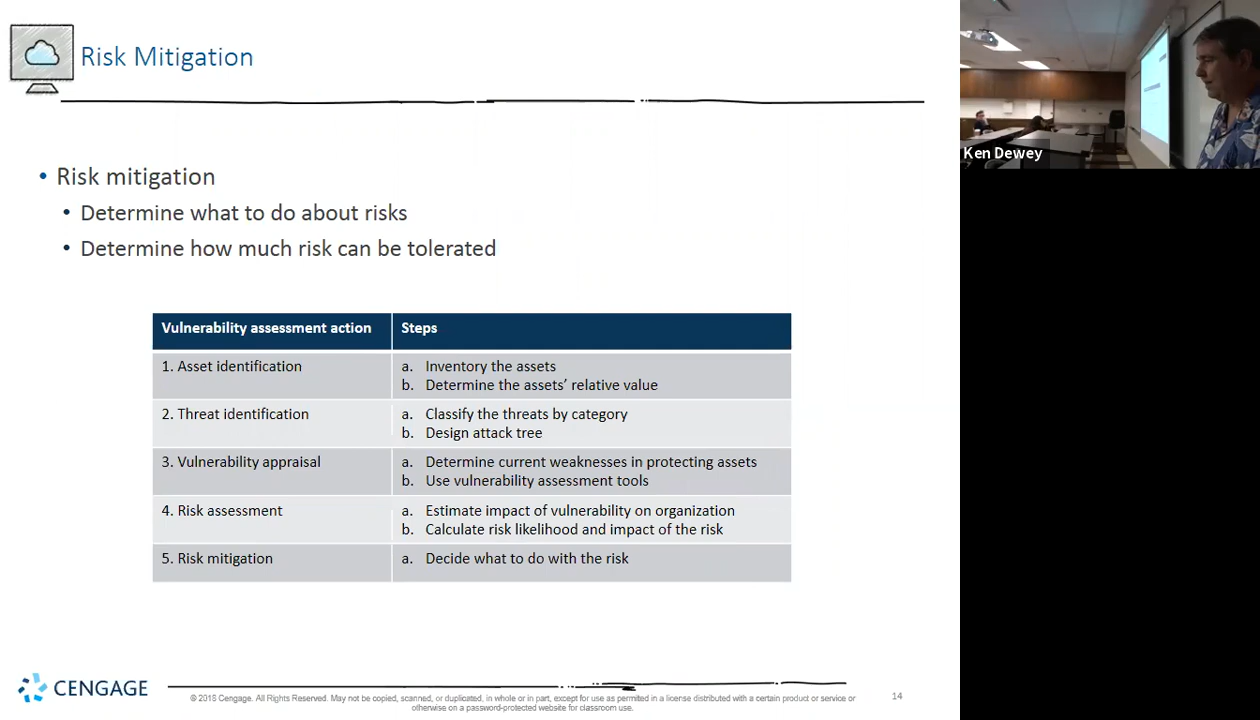 Risk Mitigation
• Risk mitigation
• Determine what to do about risks
• Determine how much risk can be tolerated
Vulnerability assessment action Steps
1. Asset identification
a. Inventory the assets
b. Determine the assets’ relative value
2. Threat identification
a. Classify the threats by category
b. Design attack tree
3. Vulnerability appraisal
a. Determine current weaknesses in protecting assets
b. Use vulnerability assessment tools
4. Risk assessment
a. Estimate impact of vulnerability on organization
b. Calculate risk likelihood and impact of the risk
5. Risk mitigation
a. Decide what to do with the risk
CENGAGE
© 2018 Cengage. All Rights Reserved. May not be copied, scanned, or duplicated, in whole or in part, except for use as permitted in a license distributed with a certain product or service or
otherwise on a password-protected website for classroom use.
14
Ken Dewey